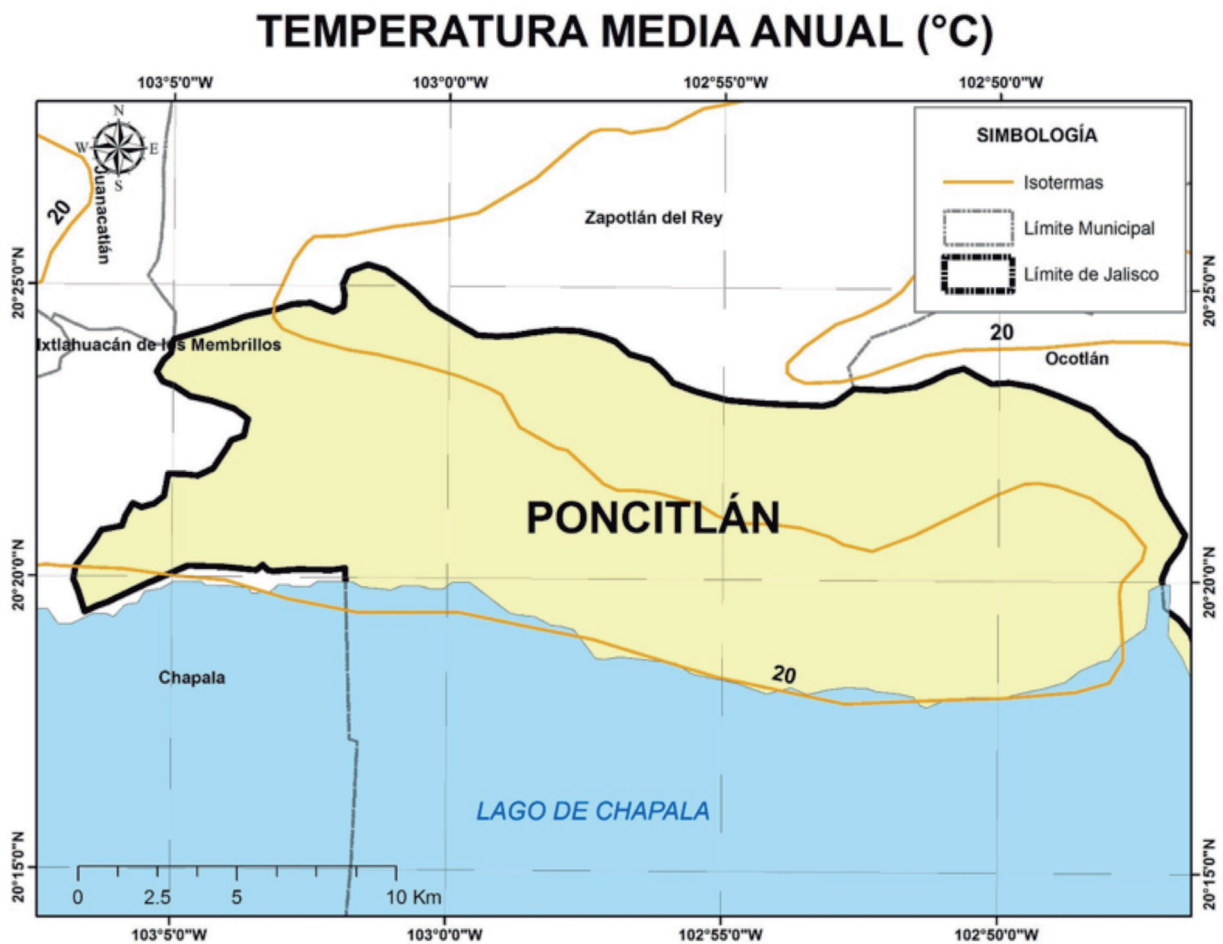 TEMPERATURA MEDIA ANUAL (°C)
103°5'0"W 103°0'0"W 102°55'0"W 102°50'0"W
N
W E
S
SIMBOLOGÍA
Isotermas
Límite Municipal
Límite de Jalisco
Juanacatlán
20
Zapotlán del Rey
20°25'0"N 20°25'0"N
Ixtlahuacán de los Membrillos
20
Ocotlán
PONCITLÁN
20°20'0"N 20°20'0"N
Chapala
20
LAGO DE CHAPALA
20°15'0"N 20°15'0"N
0 2.5 5 10 Km
103°5'0"W 103°0'0"W 102°55'0"W 102°50'0"W